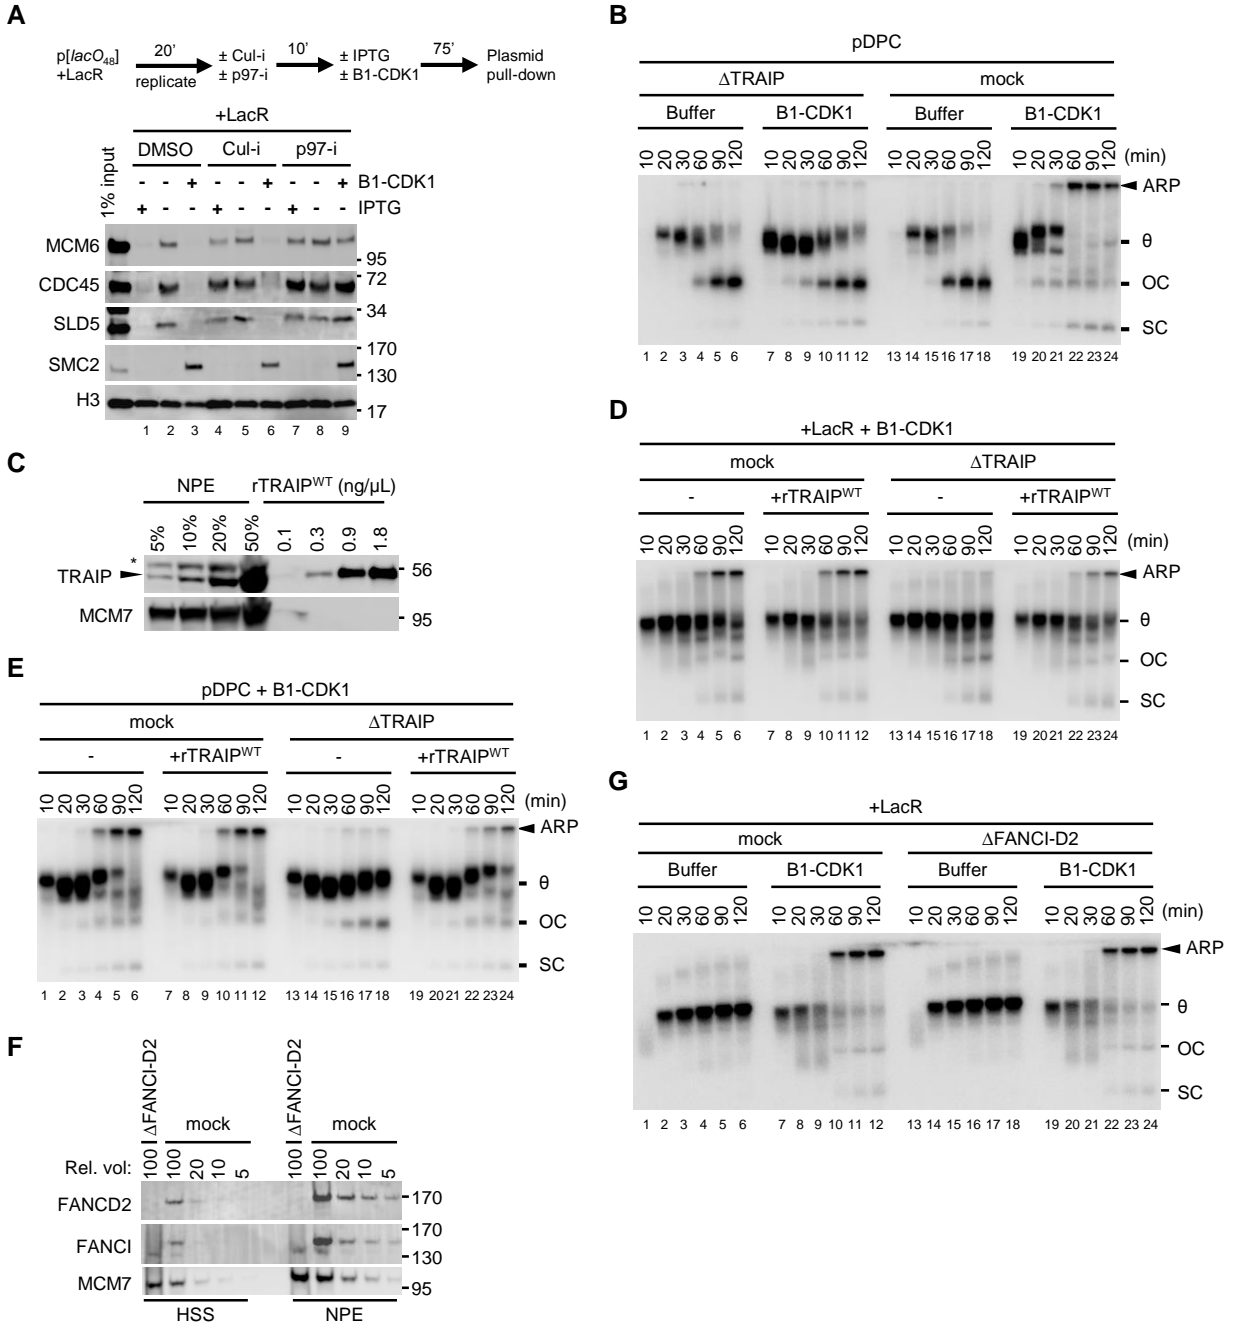 A
p[lacO48]
+LacR
20'
replicate
± Cul-i
± p97-i
10'
± IPTG
± B1-CDK1
75'
Plasmid
pull-down
+LacR
1% input
DMSO Cul-i p97-i
- - + - - + - - + B1-CDK1
+ - - + - - + - - IPTG
MCM6
95
CDC45
72
SLD5
34
SMC2
170
130
H3
17
1 2 3 4 5 6 7 8 9
B
pDPC
ΔTRAIP mock
Buffer B1-CDK1 Buffer B1-CDK1
10 20 30 60 90 120 10 20 30 60 90 120 10 20 30 60 90 120 10 20 30 60 90 120 (min)
ARP
θ
OC
SC
1 2 3 4 5 6 7 8 9 10 11 12 13 14 15 16 17 18 19 20 21 22 23 24
C
NPE rTRAIPWT (ng/µL)
5% 10% 20% 50% 0.1 0.3 0.9 1.8
*
TRAIP
56
MCM7
95
D
+LacR + B1-CDK1
mock ΔTRAIP
- +rTRAIPWT - +rTRAIPWT
10 20 30 60 90 120 10 20 30 60 90 120 10 20 30 60 90 120 10 20 30 60 90 120 (min)
ARP
θ
OC
SC
1 2 3 4 5 6 7 8 9 10 11 12 13 14 15 16 17 18 19 20 21 22 23 24
E
pDPC + B1-CDK1
mock ΔTRAIP
- +rTRAIPWT - +rTRAIPWT
10 20 30 60 90 120 10 20 30 60 90 120 10 20 30 60 90 120 10 20 30 60 90 120 (min)
ARP
θ
OC
SC
1 2 3 4 5 6 7 8 9 10 11 12 13 14 15 16 17 18 19 20 21 22 23 24
F
ΔFANCI-D2 mock ΔFANCI-D2 mock
Rel. vol: 100 100 20 10 5 100 100 20 10 5
FANCD2
170
FANCI
170
130
MCM7
95
HSS NPE
G
+LacR
mock ΔFANCI-D2
Buffer B1-CDK1 Buffer B1-CDK1
10 20 30 60 90 120 10 20 30 60 90 120 10 20 30 60 90 120 10 20 30 60 90 120 (min)
ARP
θ
OC
SC
1 2 3 4 5 6 7 8 9 10 11 12 13 14 15 16 17 18 19 20 21 22 23 24